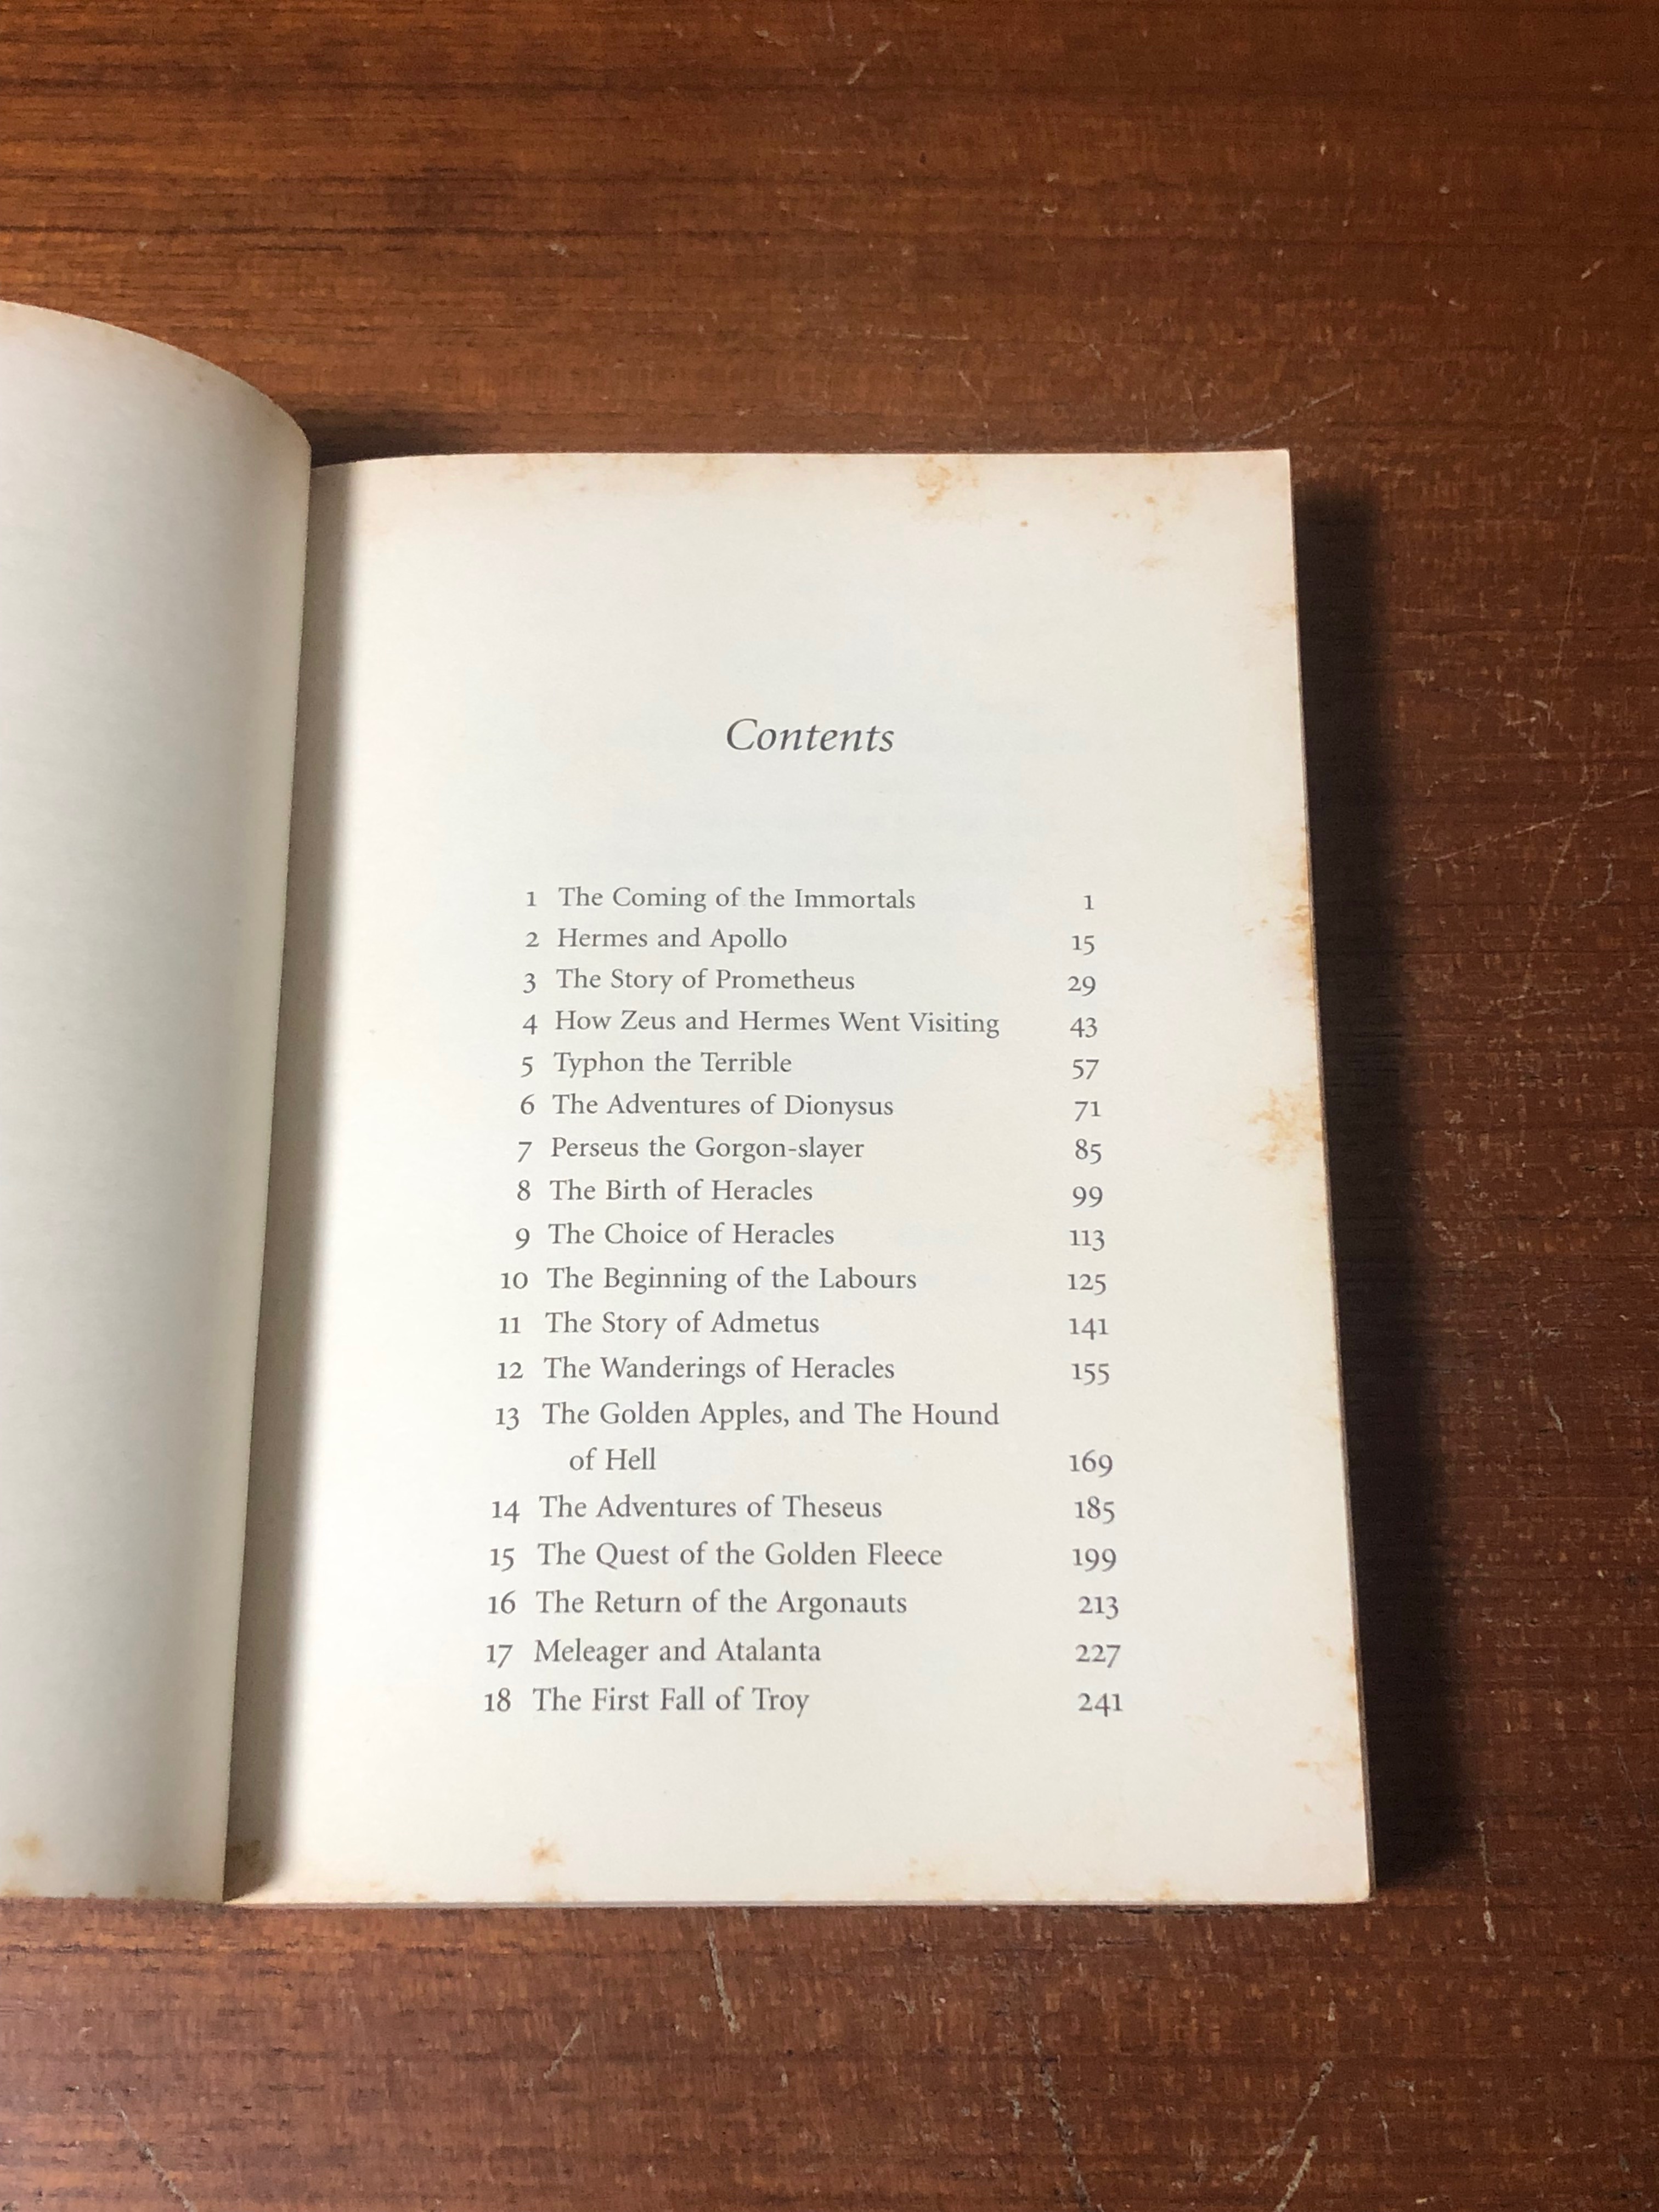 Contents
1 The Coming of the Immortals 1
2 Hermes and Apollo 15
3 The Story of Prometheus 29
4 How Zeus and Hermes Went Visiting 43
5 Typhon the Terrible 57
6 The Adventures of Dionysus 71
7 Perseus the Gorgon-slayer 85
8 The Birth of Heracles 99
9 The Choice of Heracles 113
10 The Beginning of the Labours 125
11 The Story of Admetus 141
12 The Wanderings of Heracles 155
13 The Golden Apples, and The Hound
of Hell 169
14 The Adventures of Theseus 185
15 The Quest of the Golden Fleece 199
16 The Return of the Argonauts 213
17 Meleager and Atalanta 227
18 The First Fall of Troy 241